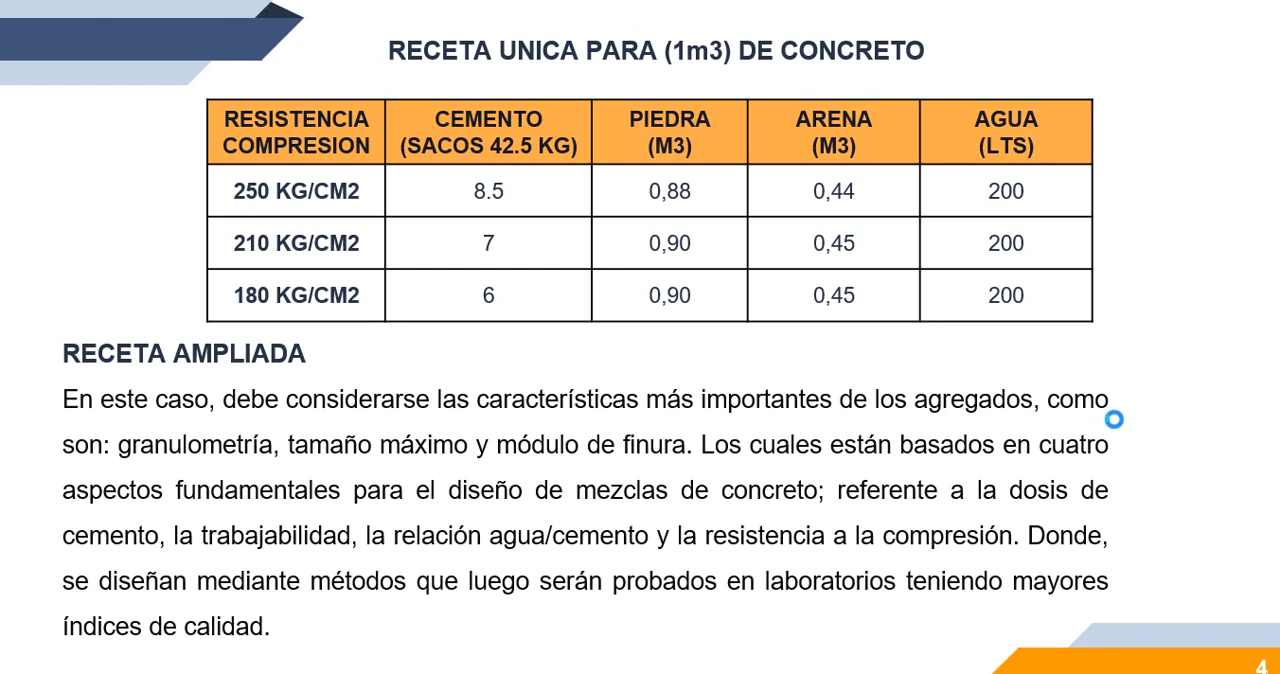 RECETA UNICA PARA (1m3) DE CONCRETO
RESISTENCIA COMPRESION CEMENTO (SACOS 42.5 KG) PIEDRA (M3) ARENA (M3) AGUA (LTS)
250 KG/CM2 8.5 0,88 0,44 200
210 KG/CM2 7 0,90 0,45 200
180 KG/CM2 6 0,90 0,45 200
RECETA AMPLIADA
En este caso, debe considerarse las características más importantes de los agregados, como
son: granulometría, tamaño máximo y módulo de finura. Los cuales están basados en cuatro
aspectos fundamentales para el diseño de mezclas de concreto; referente a la dosis de
cemento, la trabajabilidad, la relación agua/cemento y la resistencia a la compresión. Donde,
se diseñan mediante métodos que luego serán probados en laboratorios teniendo mayores
índices de calidad.
4